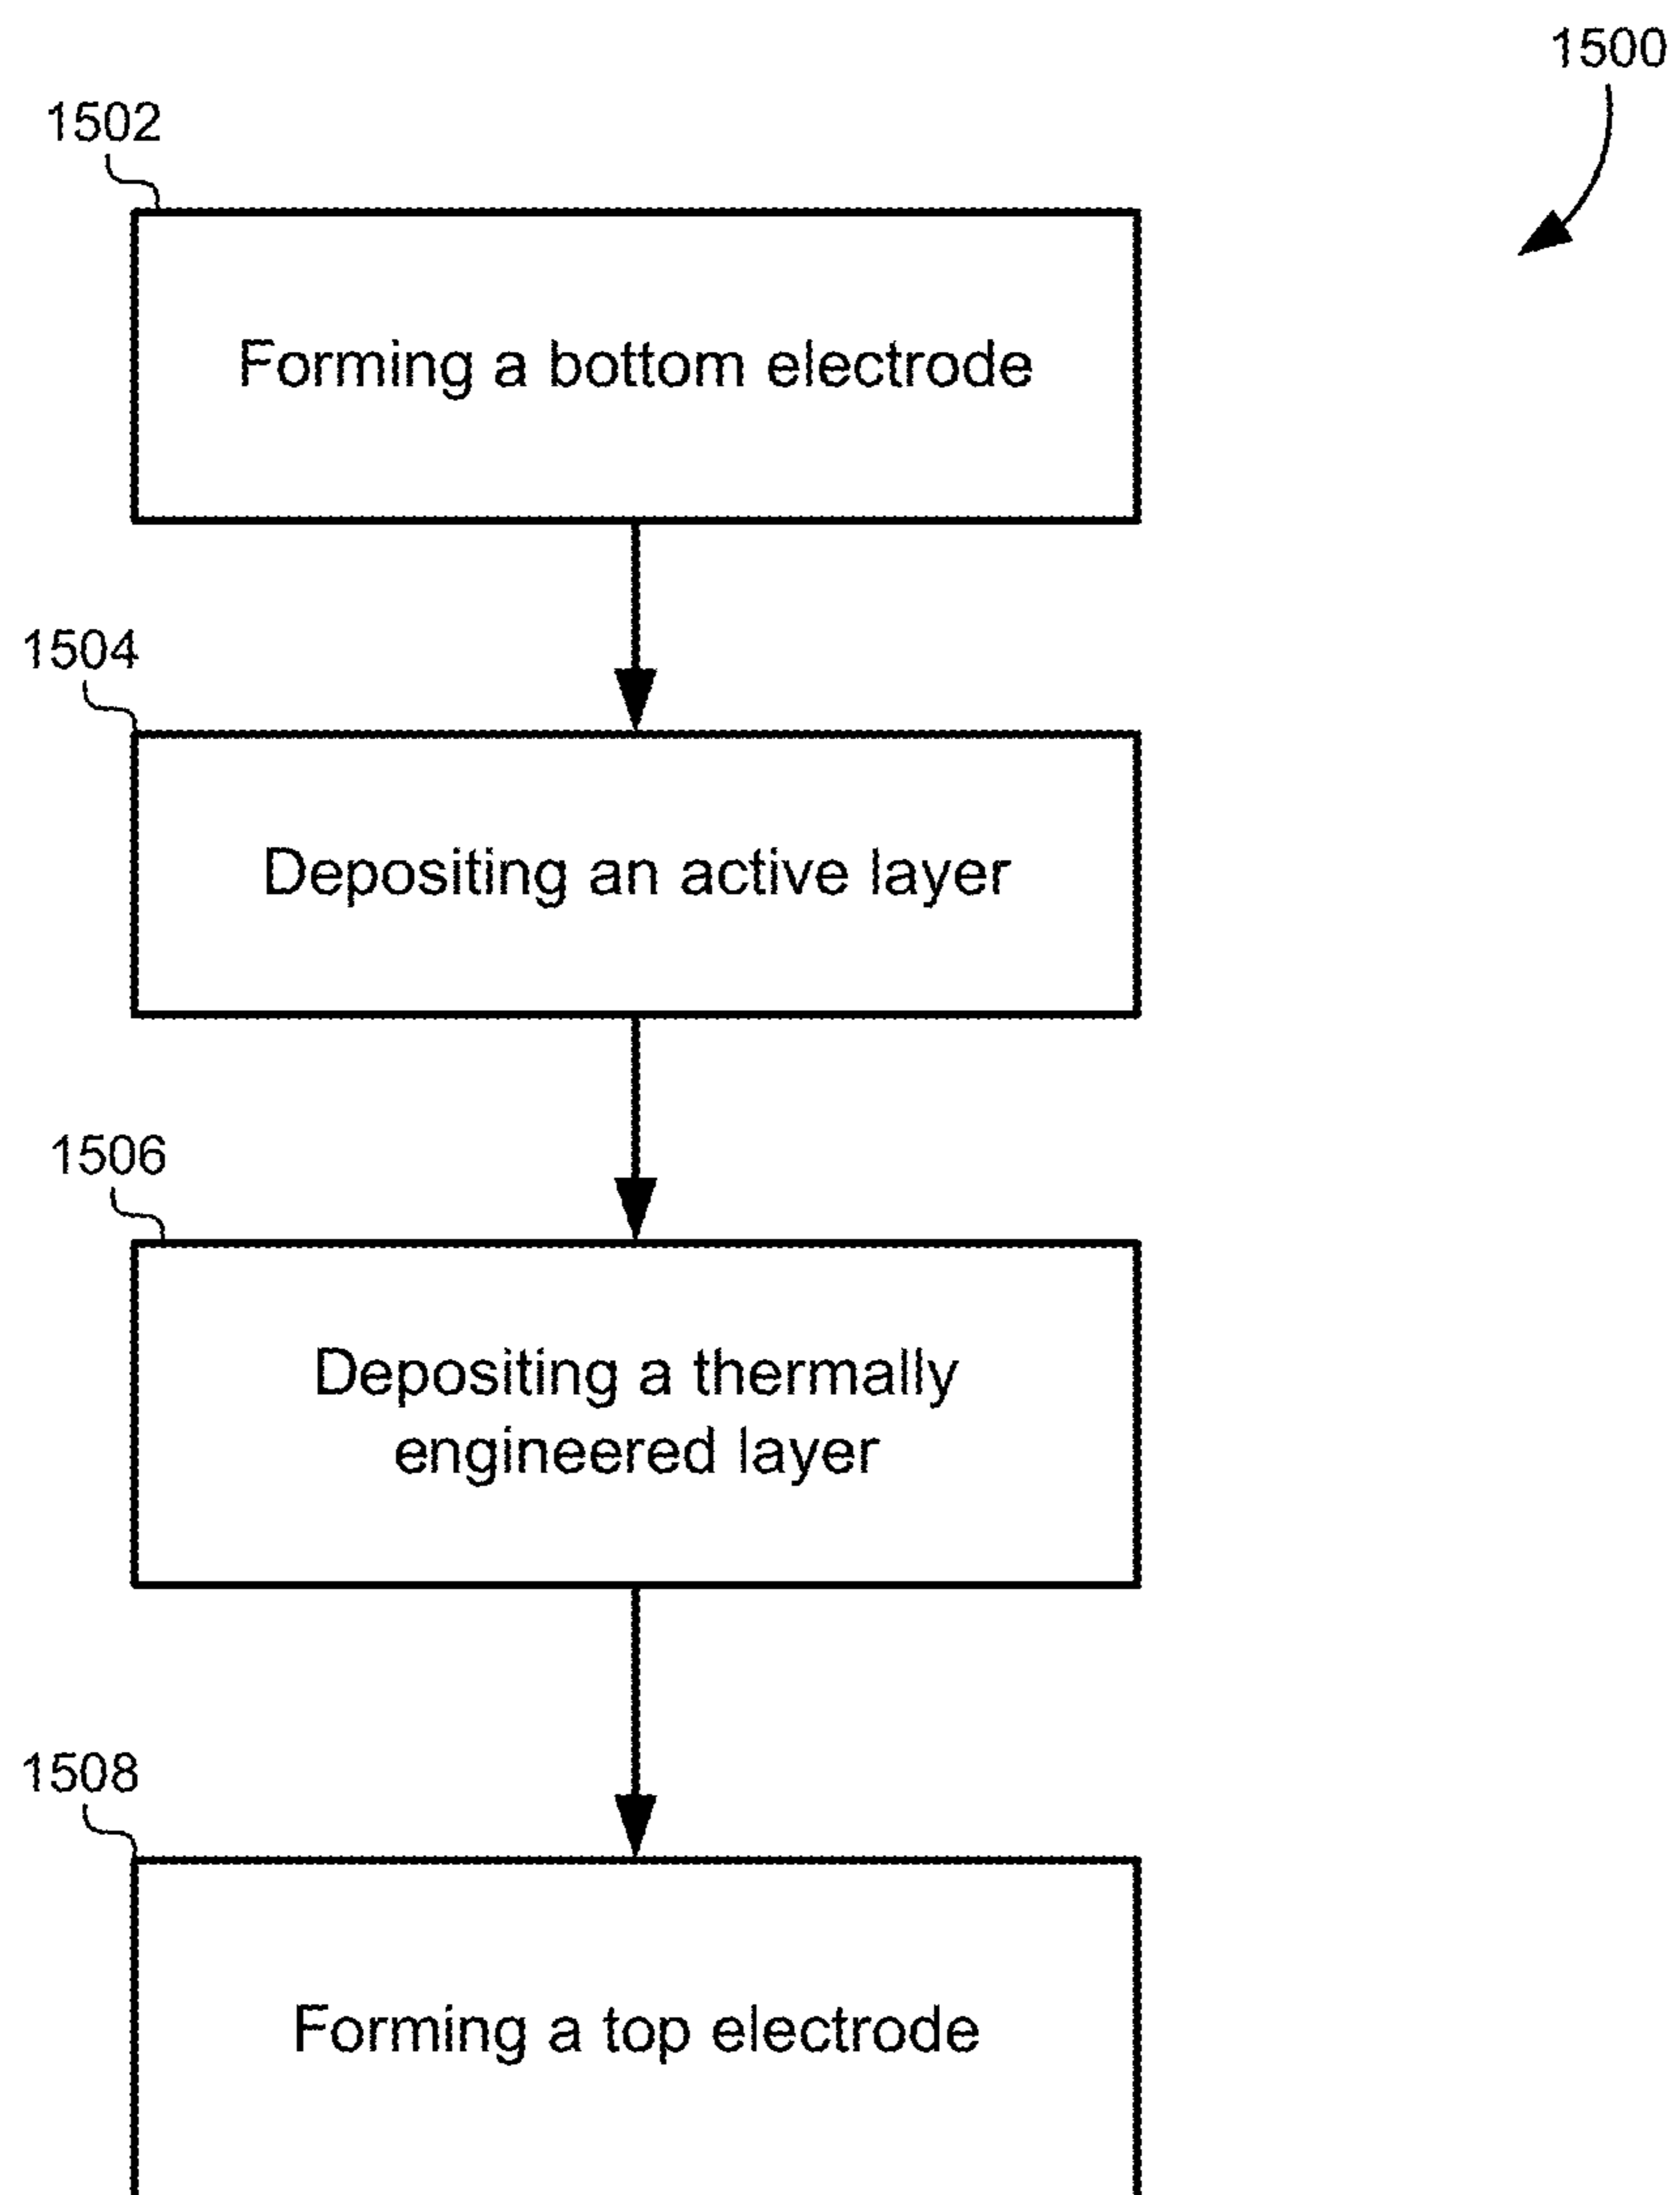 1500
1502
Forming a bottom electrode
1504
Depositing an active layer
1506
Depositing a thermally
engineered layer
1508
Forming a top electrode